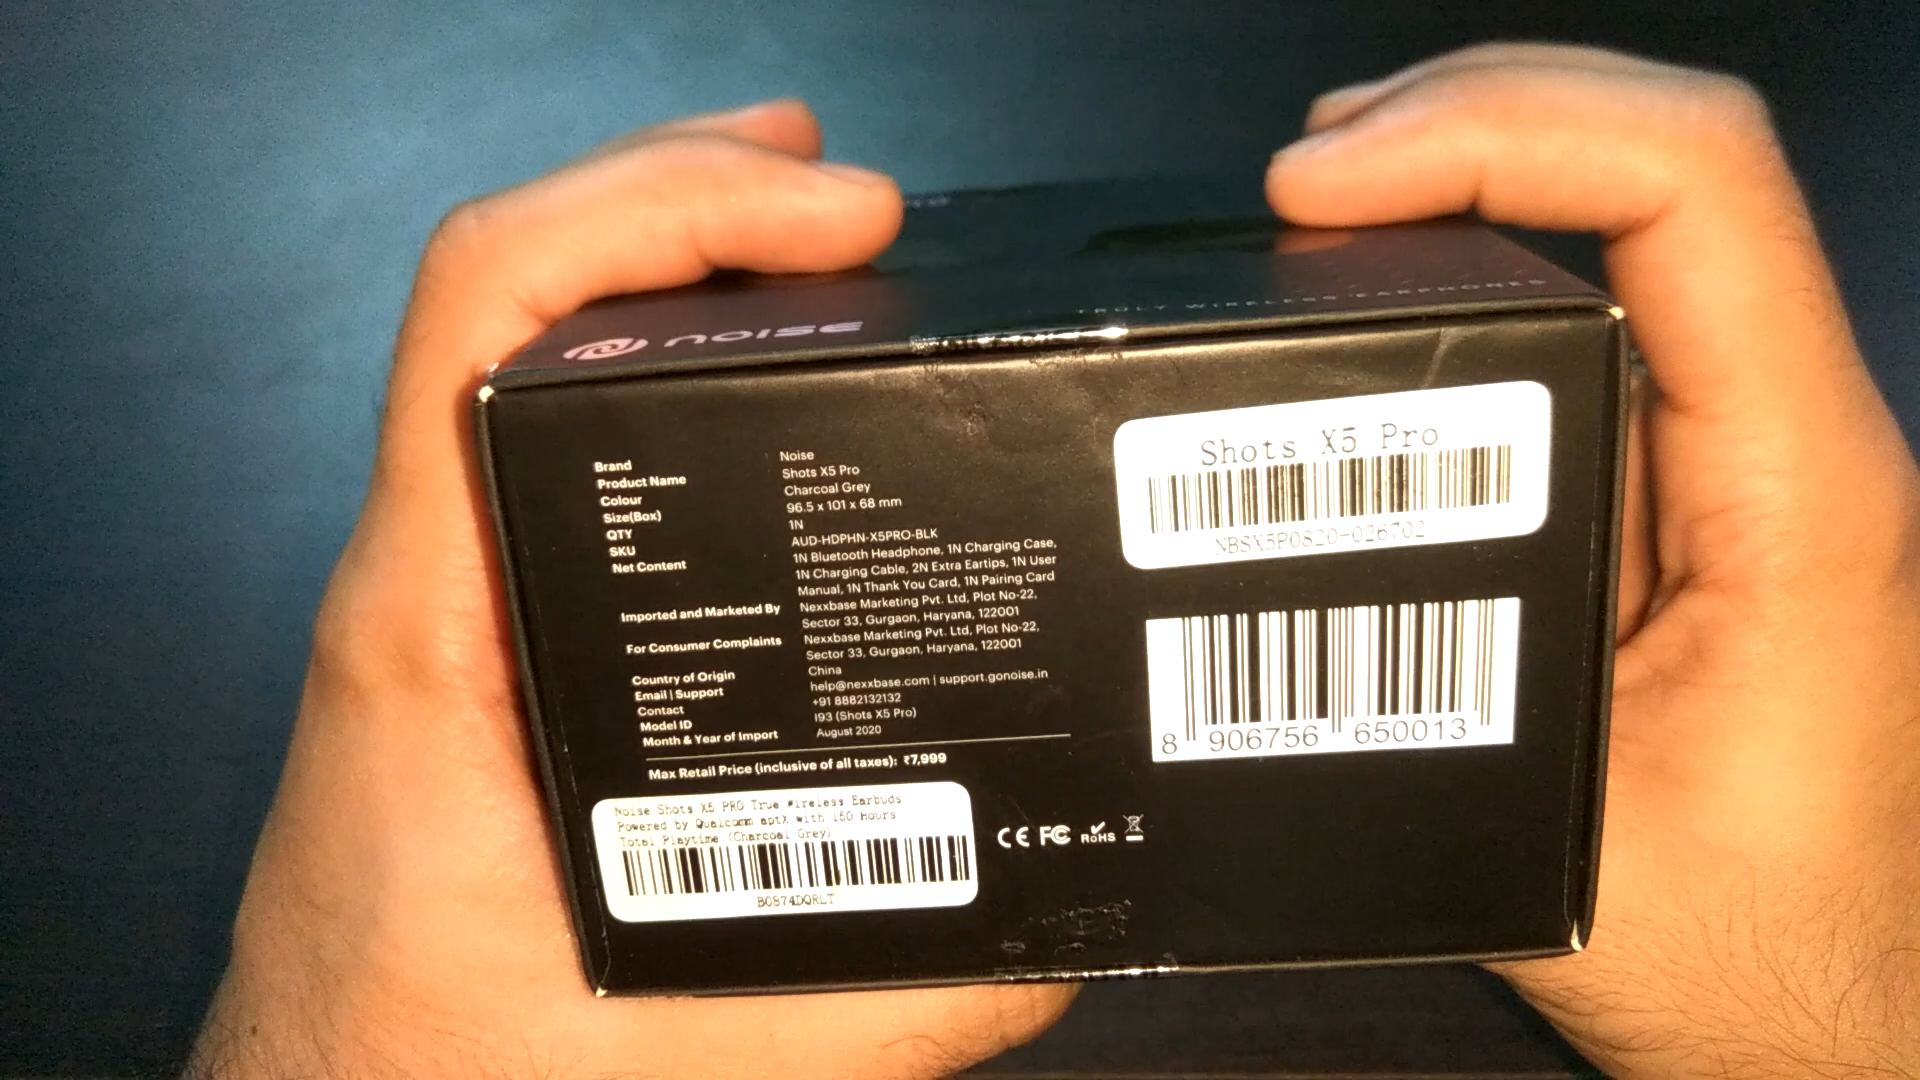 NOISE
TRULY WIRELESS EARPHONES
Brand Noise
Product Name Shots X5 Pro
Colour Charcoal Grey
Size(Box) 96.5 x 101 x 68 mm
QTY 1N
SKU AUD-HDPHN-X5PRO-BLK
Net Content 1N Bluetooth Headphone, 1N Charging Case,
1N Charging Cable, 2N Extra Eartips, 1N User
Manual, 1N Thank You Card, 1N Pairing Card
Imported and Marketed By Nexxbase Marketing Pvt. Ltd, Plot No-22,
Sector 33, Gurgaon, Haryana, 122001
For Consumer Complaints Nexxbase Marketing Pvt. Ltd, Plot No-22,
Sector 33, Gurgaon, Haryana, 122001
Country of Origin China
Email | Support help@nexxbase.com | support.gonoise.in
Contact +91 8882132132
Model ID I93 (Shots X5 Pro)
Month & Year of Import August 2020
Max Retail Price (inclusive of all taxes): ₹7,999
Noise Shots X5 PRO True Wireless Earbuds
Powered by Qualcomm aptX with 150 hours
Total Playtime (Charcoal Grey)
B0874DQRLT
CE FC RoHS
Shots X5 Pro
NBSX5P0820-026702
8 906756 650013